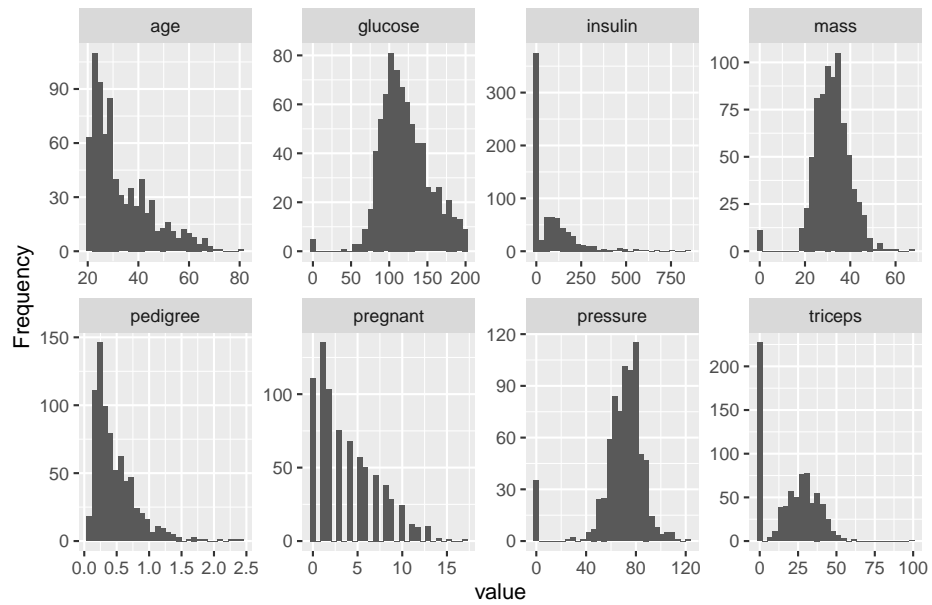 age
glucose
insulin
mass
90
60
30
0
20 40 60 80
80
60
40
20
0
0 50 100 150 200
300
200
100
0
0 250 500 750
100
75
50
25
0
0 20 40 60
pedigree
pregnant
pressure
triceps
150
100
50
0
0.0 0.5 1.0 1.5 2.0 2.5
100
50
0
0 5 10 15
120
90
60
30
0
0 40 80 120
200
150
100
50
0
0 25 50 75 100
Frequency
value